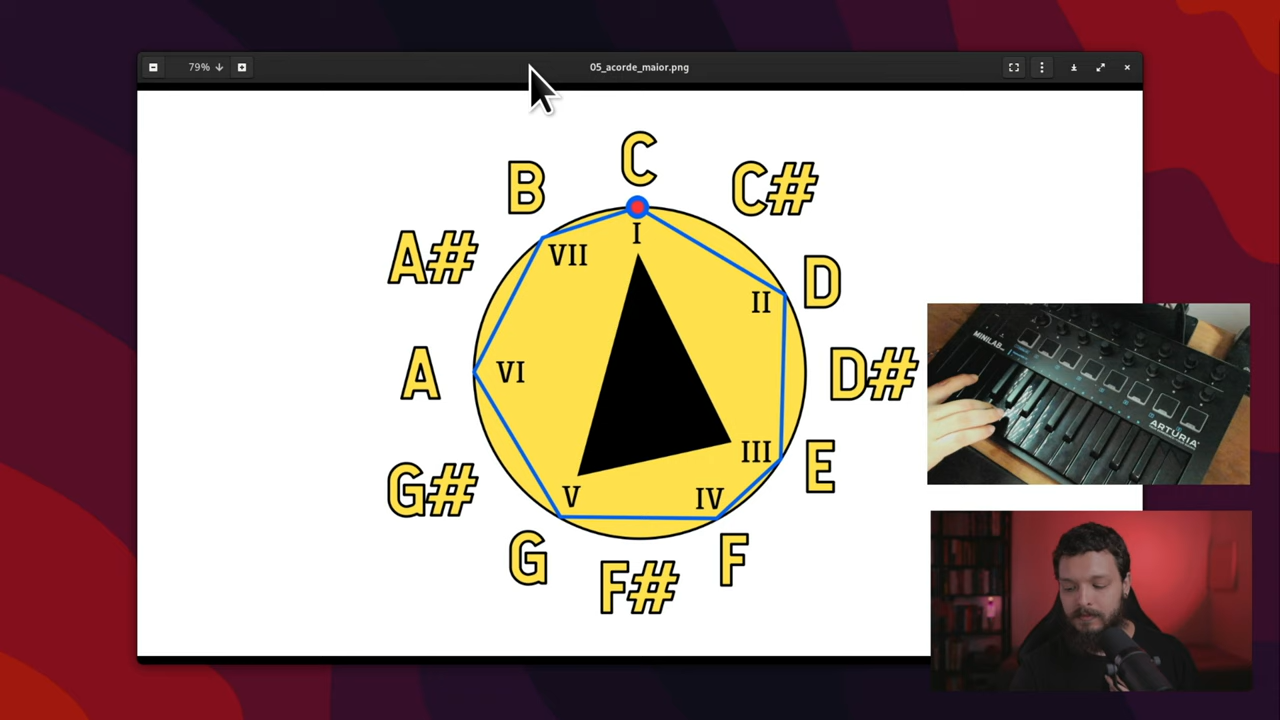 79%
05_acorde_maior.png
C
B
C#
A#
I
VII
D
II
A
VI
D#
MINILAB
ARTURIA
III
E
G#
V
IV
G
F
F#